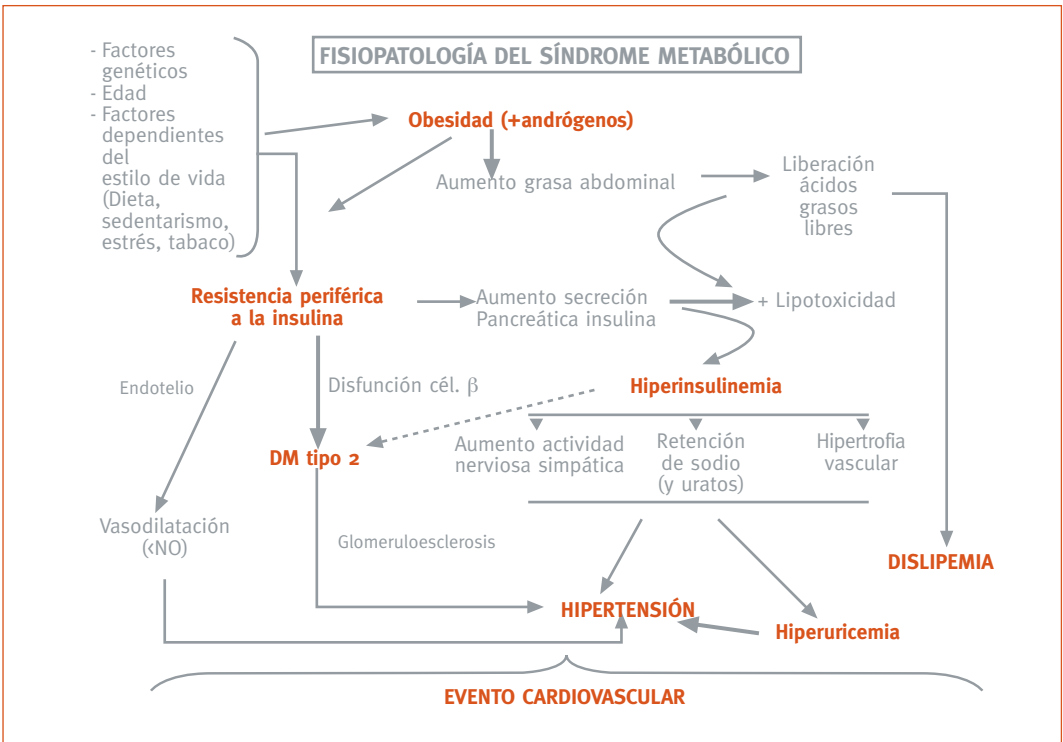 FISIOPATOLOGÍA DEL SÍNDROME METABÓLICO
- Factores
genéticos
- Edad
- Factores
dependientes
del
estilo de vida
(Dieta,
sedentarismo,
estrés, tabaco)
Obesidad (+andrógenos)
Aumento grasa abdominal
Liberación
ácidos
grasos
libres
Resistencia periférica
a la insulina
Aumento secreción
Pancreática insulina
+ Lipotoxicidad
Endotelio
Disfunción cél. β
Hiperinsulinemia
DM tipo 2
Aumento actividad
nerviosa simpática
Retención
de sodio
(y uratos)
Hipertrofia
vascular
Vasodilatación
(<NO)
Glomeruloesclerosis
DISLIPEMIA
HIPERTENSIÓN
Hiperuricemia
EVENTO CARDIOVASCULAR